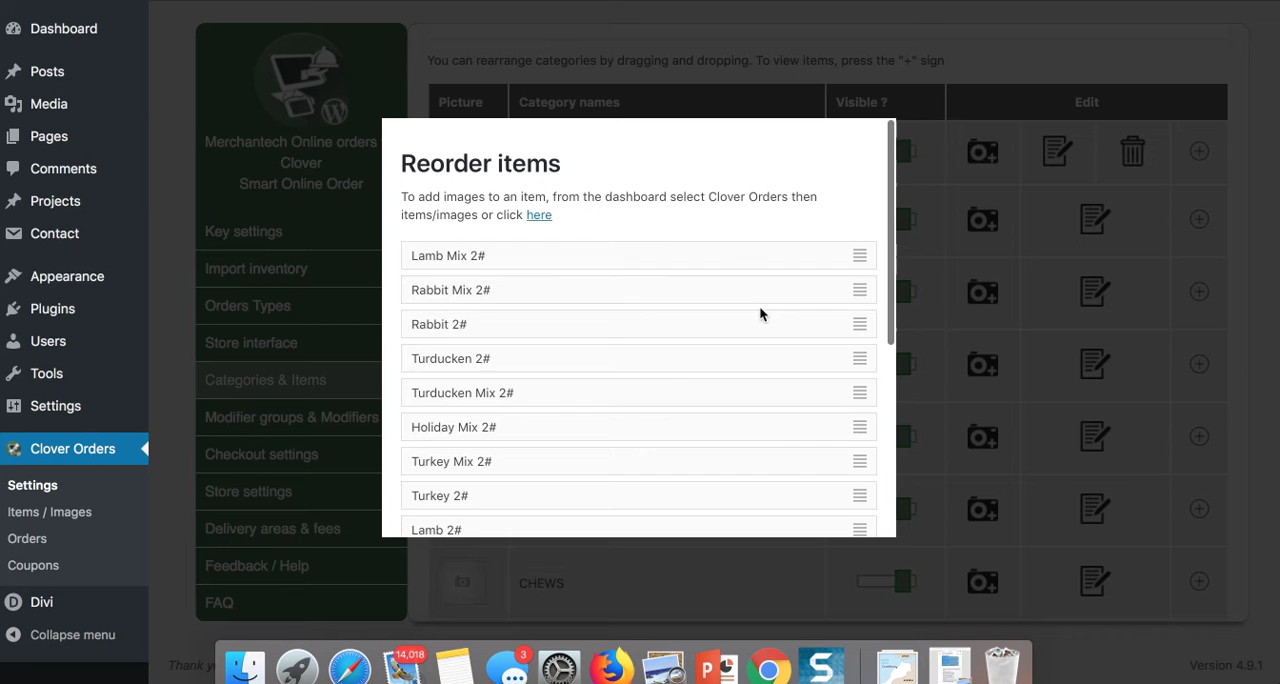 Dashboard
Posts
Media
Pages
Comments
Projects
Contact
Appearance
Plugins
Users
Tools
Settings
Clover Orders
Settings
Items / Images
Orders
Coupons
Divi
Collapse menu
Merchantech Online orders
Clover
Smart Online Order
Key settings
Import inventory
Orders Types
Store interface
Categories & Items
Modifier groups & Modifiers
Checkout settings
Store settings
Delivery areas & fees
Feedback / Help
FAQ
You can rearrange categories by dragging and dropping. To view items, press the "+" sign
Picture Category names Visible ? Edit
Reorder items
To add images to an item, from the dashboard select Clover Orders then
items/images or click here
Lamb Mix 2#
Rabbit Mix 2#
Rabbit 2#
Turducken 2#
Turducken Mix 2#
Holiday Mix 2#
Turkey Mix 2#
Turkey 2#
Lamb 2#
CHEWS
Thank y
Version 4.9.1
14,018
3
S